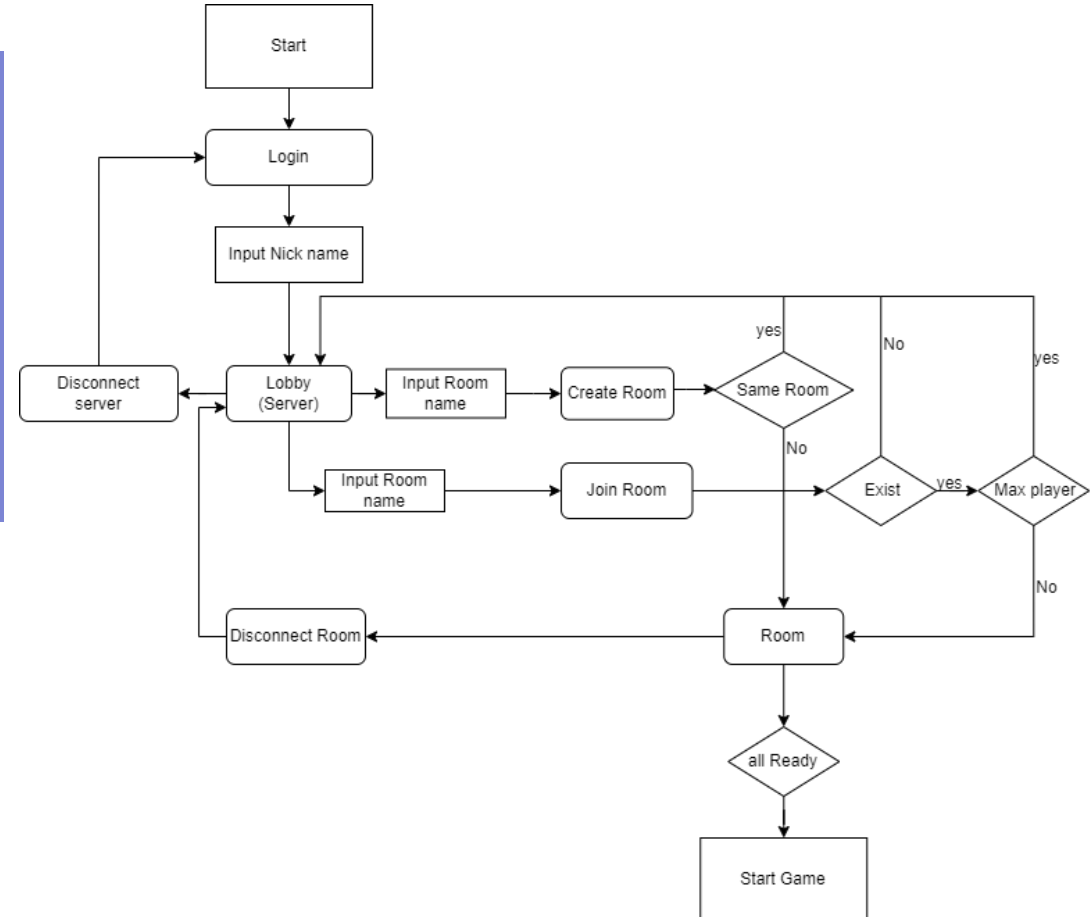 Start
Login
Input Nick name
yes
No
yes
Disconnect
server
Lobby
(Server)
Input Room
name
Create Room
Same Room
No
Input Room
name
Join Room
Exist
yes
Max player
No
Disconnect Room
Room
all Ready
Start Game